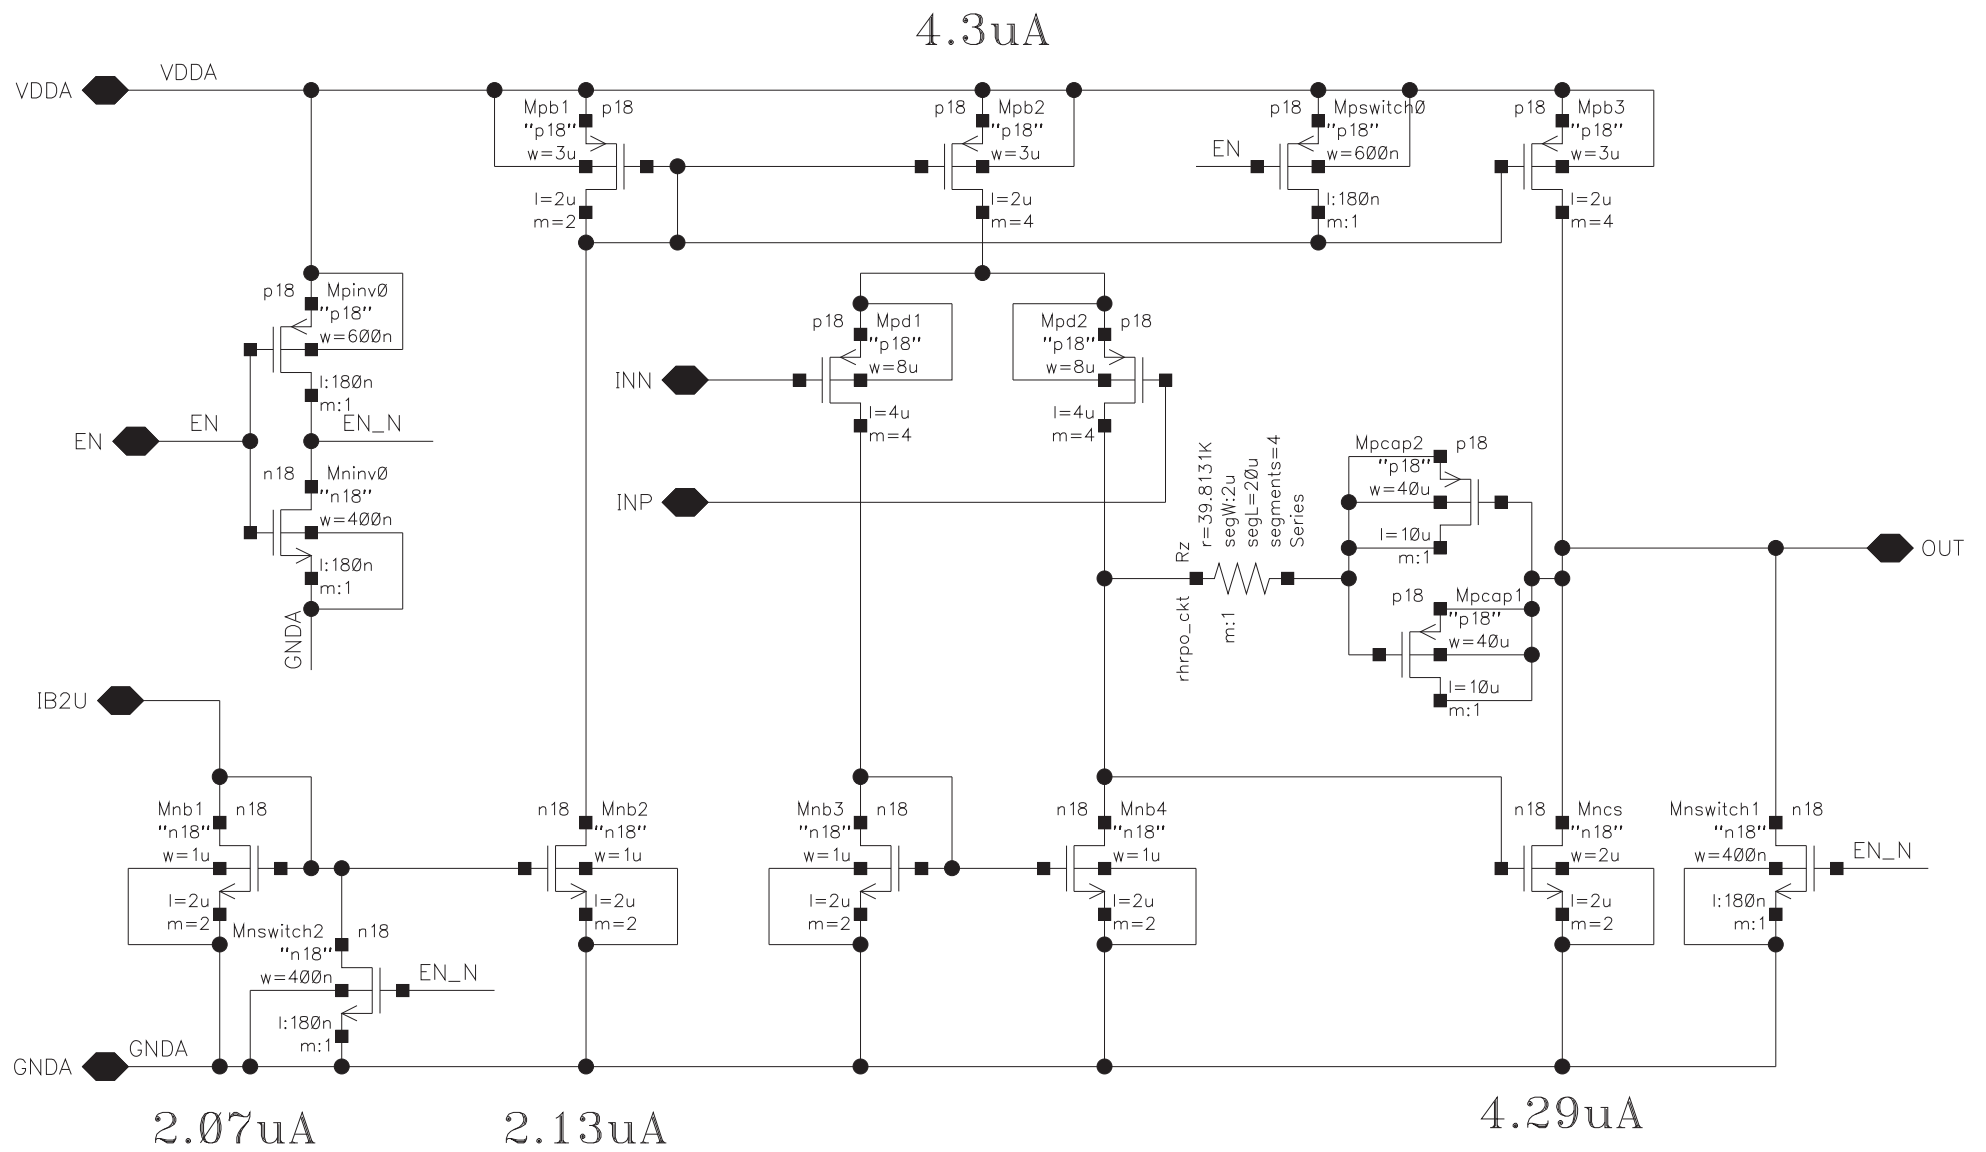 4.3uA
VDDA
VDDA
Mpb1
p18
"p18"
w=3u
l=2u
m=2
p18
Mpb2
"p18"
w=3u
l=2u
m=4
p18
Mpswitch0
"p18"
w=600n
EN
l:180n
m:1
p18
Mpb3
"p18"
w=3u
l=2u
m=4
p18
Mpinv0
"p18"
w=600n
l:180n
m:1
EN
EN
EN_N
n18
Mninv0
"n18"
w=400n
l:180n
m:1
GNDA
p18
Mpd1
"p18"
w=8u
INN
l=4u
m=4
Mpd2
p18
"p18"
w=8u
l=4u
m=4
INP
Rz
r=39.8131K
segW:2u
segL=20u
segments=4
Series
rhrpo_ckt
m:1
Mpcap2
p18
"p18"
w=40u
l=10u
m:1
p18
Mpcap1
"p18"
w=40u
l=10u
m:1
OUT
IB2U
Mnb1
n18
"n18"
w=1u
l=2u
m=2
Mnswitch2
n18
"n18"
w=400n
EN_N
l:180n
m:1
n18
Mnb2
"n18"
w=1u
l=2u
m=2
Mnb3
n18
"n18"
w=1u
l=2u
m=2
n18
Mnb4
"n18"
w=1u
l=2u
m=2
n18
Mncs
"n18"
w=2u
l=2u
m=2
Mnswitch1
n18
"n18"
w=400n
EN_N
l:180n
m:1
GNDA
GNDA
2.07uA
2.13uA
4.29uA